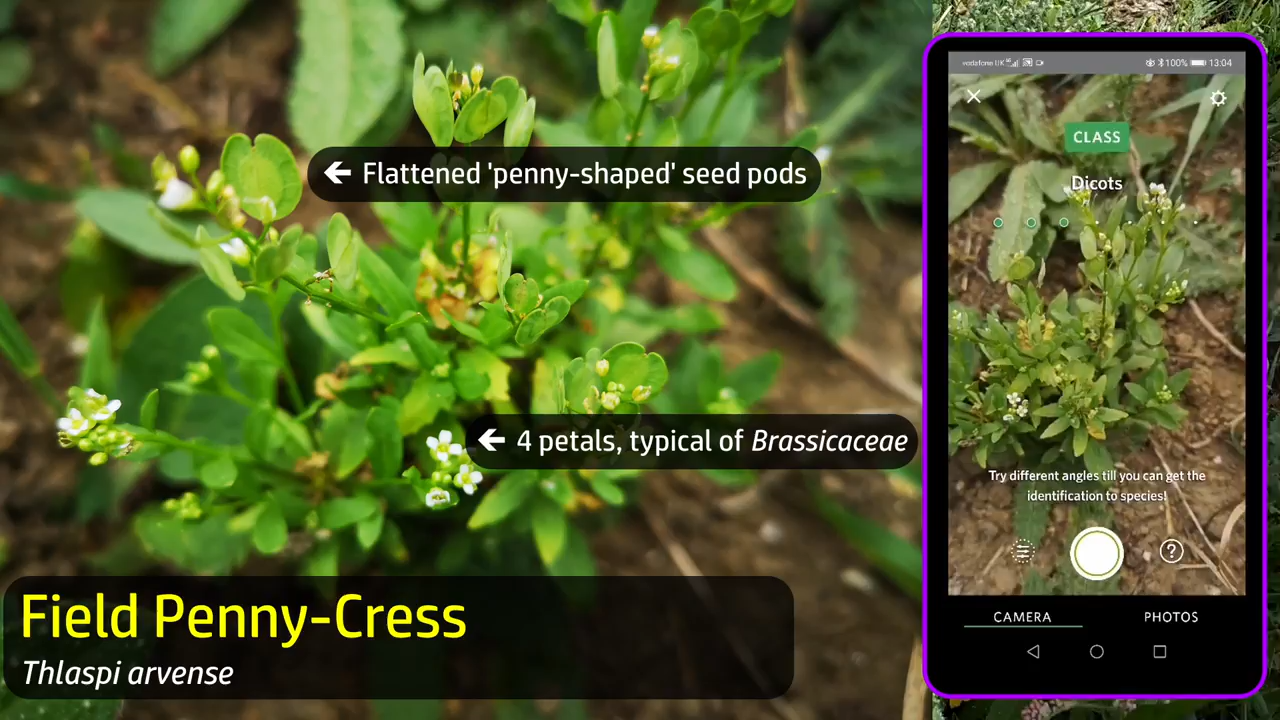 ← Flattened 'penny-shaped' seed pods
← 4 petals, typical of Brassicaceae
Field Penny-Cress
Thlaspi arvense
vodafone UK
100% 13:04
CLASS
Dicots
Try different angles till you can get the
identification to species!
CAMERA PHOTOS